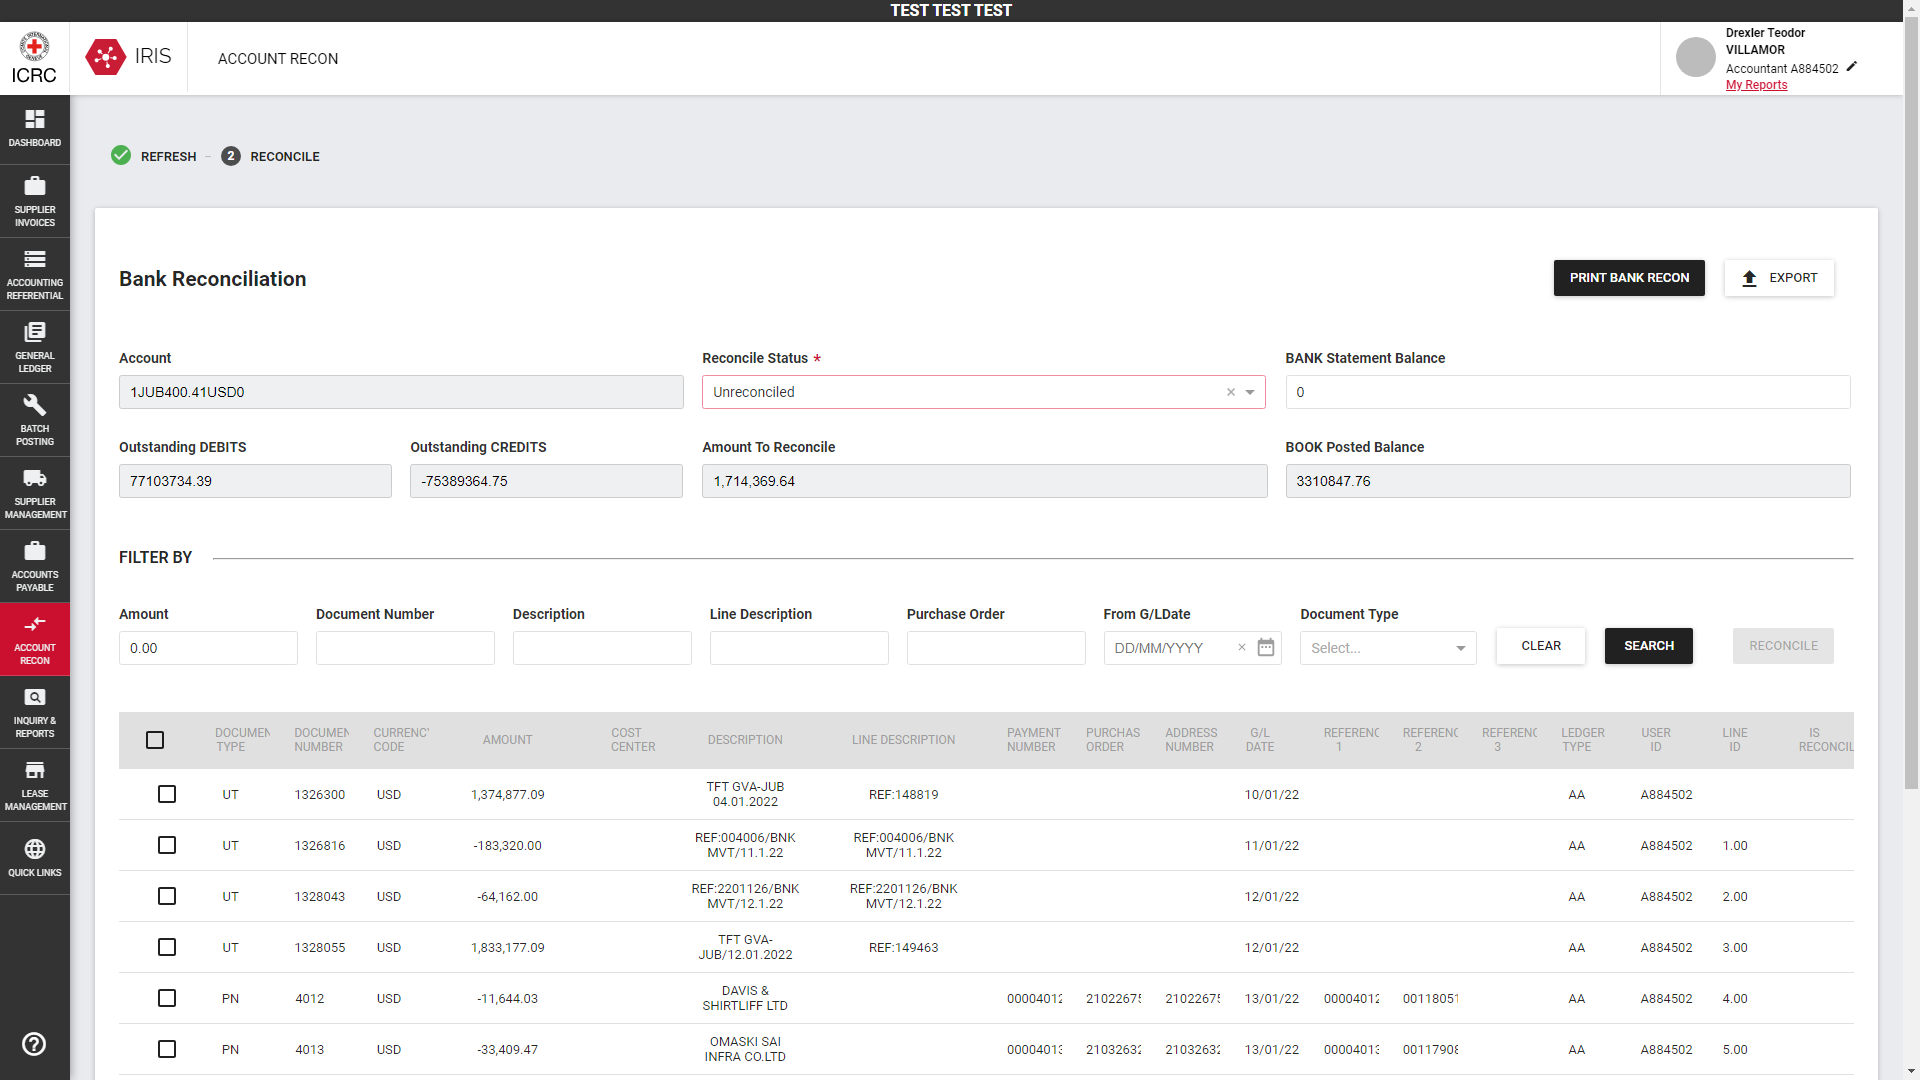 TEST TEST TEST
ICRC
IRIS
ACCOUNT RECON
Drexler Teodor
VILLAMOR
Accountant A884502
My Reports
DASHBOARD
SUPPLIER
INVOICES
ACCOUNTING
REFERENTIAL
GENERAL
LEDGER
BATCH
POSTING
SUPPLIER
MANAGEMENT
ACCOUNTS
PAYABLE
ACCOUNT
RECON
INQUIRY &
REPORTS
LEASE
MANAGEMENT
QUICK LINKS
REFRESH – 2 RECONCILE
Bank Reconciliation
PRINT BANK RECON
EXPORT
Account
Reconcile Status *
BANK Statement Balance
1JUB400.41USD0
Unreconciled
0
Outstanding DEBITS
Outstanding CREDITS
Amount To Reconcile
BOOK Posted Balance
77103734.39
-75389364.75
1,714,369.64
3310847.76
FILTER BY
Amount
Document Number
Description
Line Description
Purchase Order
From G/LDate
Document Type
0.00
DD/MM/YYYY
Select...
CLEAR
SEARCH
RECONCILE
DOCUMEN TYPE
DOCUMEN NUMBER
CURRENCY CODE
AMOUNT
COST CENTER
DESCRIPTION
LINE DESCRIPTION
PAYMENT NUMBER
PURCHAS ORDER
ADDRESS NUMBER
G/L DATE
REFERENC 1
REFERENC 2
REFERENC 3
LEDGER TYPE
USER ID
LINE ID
IS RECONCIL
UT 1326300 USD 1,374,877.09 TFT GVA-JUB 04.01.2022 REF:148819 10/01/22 AA A884502
UT 1326816 USD -183,320.00 REF:004006/BNK MVT/11.1.22 REF:004006/BNK MVT/11.1.22 11/01/22 AA A884502 1.00
UT 1328043 USD -64,162.00 REF:2201126/BNK MVT/12.1.22 REF:2201126/BNK MVT/12.1.22 12/01/22 AA A884502 2.00
UT 1328055 USD 1,833,177.09 TFT GVA-JUB/12.01.2022 REF:149463 12/01/22 AA A884502 3.00
PN 4012 USD -11,644.03 DAVIS & SHIRTLIFF LTD 00004012 21022675 21022675 13/01/22 00004012 00118051 AA A884502 4.00
PN 4013 USD -33,409.47 OMASKI SAI INFRA CO.LTD 00004013 21032632 21032632 13/01/22 00004013 00117908 AA A884502 5.00